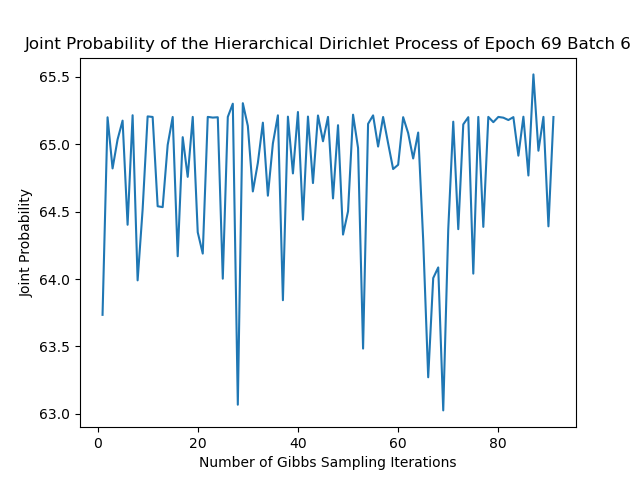 Joint Probability of the Hierarchical Dirichlet Process of Epoch 69 Batch 6
65.5
65.0
64.5
64.0
63.5
63.0
Joint Probability
0 20 40 60 80
Number of Gibbs Sampling Iterations